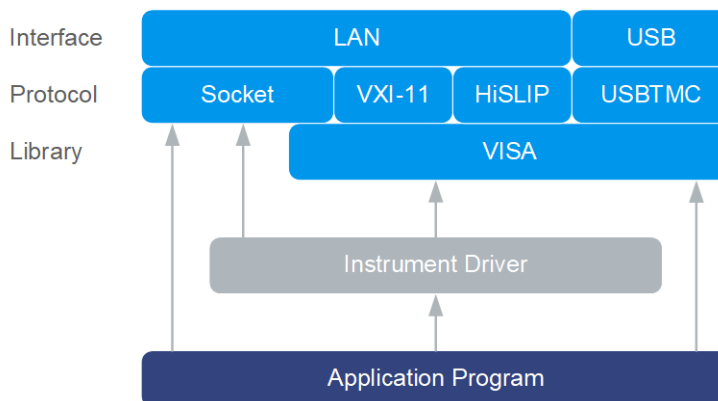 Interface LAN USB
Protocol Socket VXI-11 HiSLIP USBTMC
Library VISA
Instrument Driver
Application Program